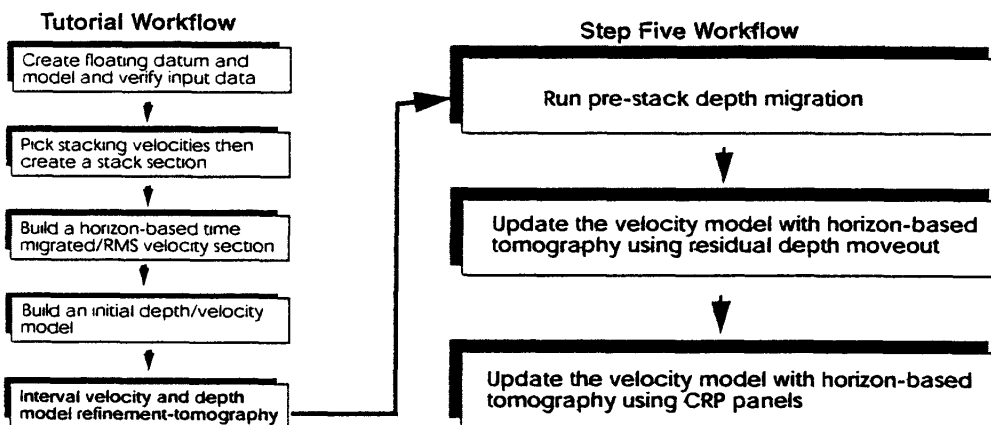 Tutorial Workflow
Create floating datum and
model and verify input data
Pick stacking velocities then
create a stack section
Build a horizon-based time
migrated/RMS velocity section
Build an initial depth/velocity
model
Interval velocity and depth
model refinement-tomography
Step Five Workflow
Run pre-stack depth migration
Update the velocity model with horizon-based
tomography using residual depth moveout
Update the velocity model with horizon-based
tomography using CRP panels